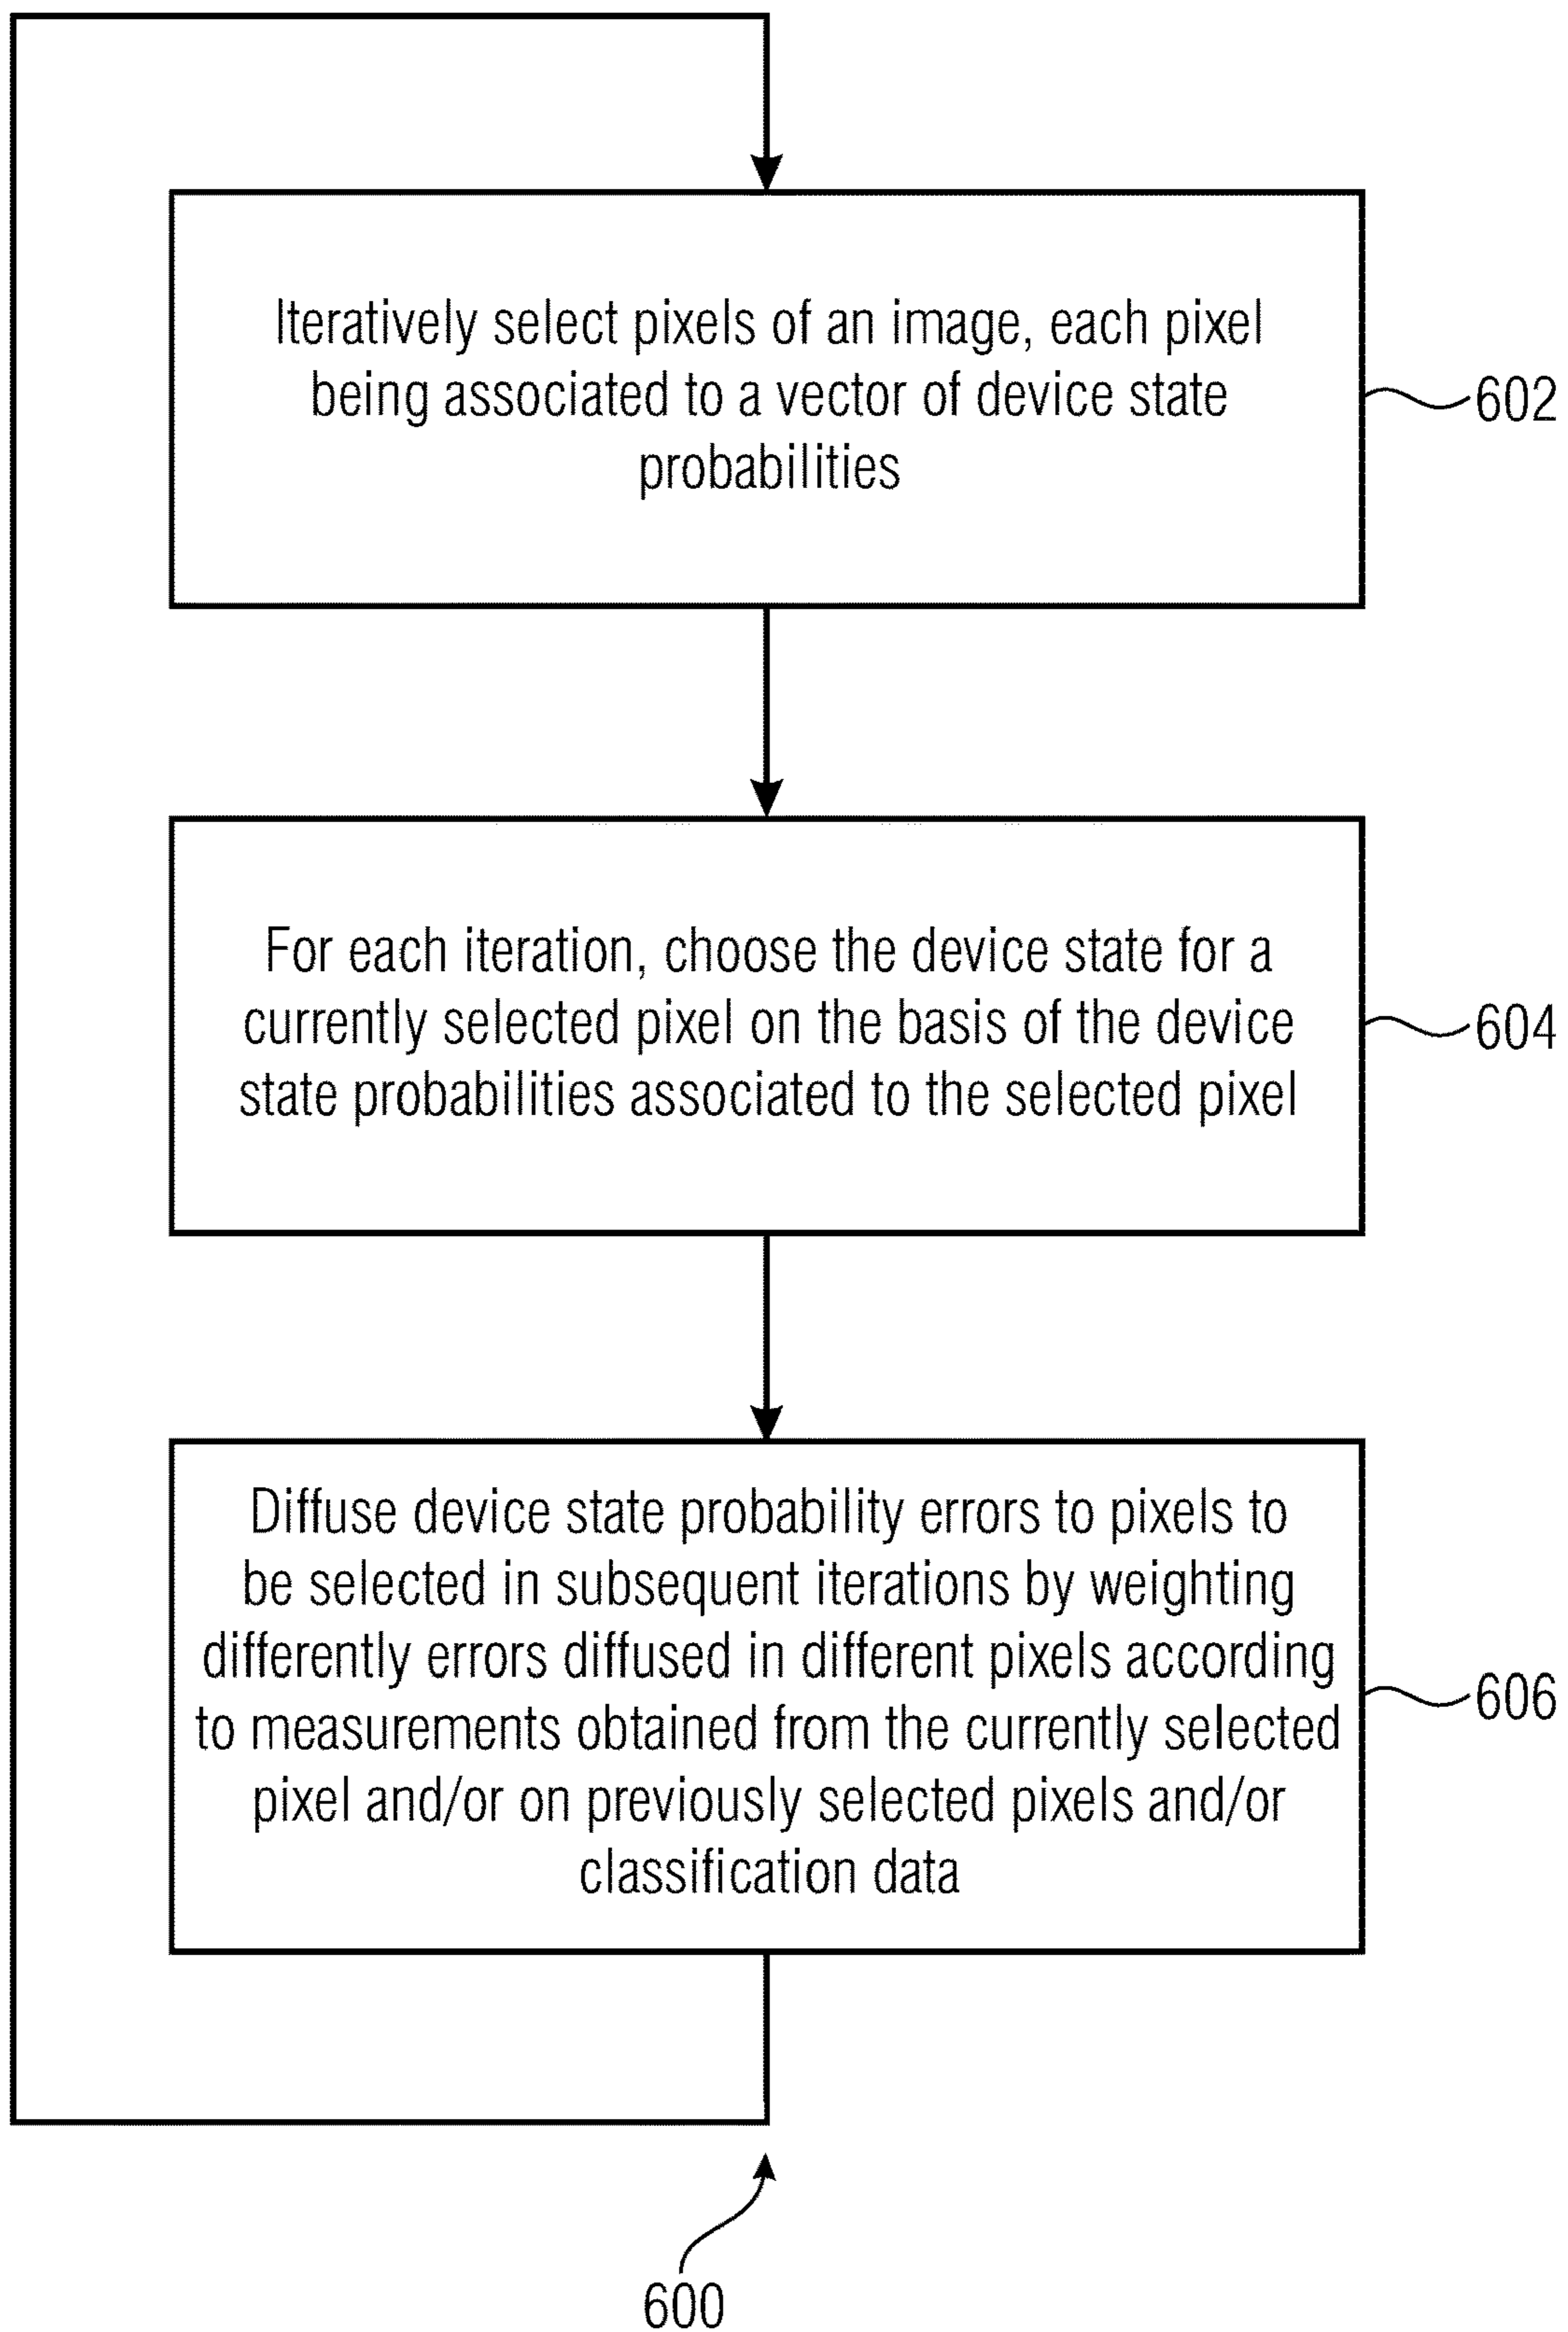 Iteratively select pixels of an image, each pixel
being associated to a vector of device state
probabilities
602
For each iteration, choose the device state for a
currently selected pixel on the basis of the device
state probabilities associated to the selected pixel
604
Diffuse device state probability errors to pixels to
be selected in subsequent iterations by weighting
differently errors diffused in different pixels according
to measurements obtained from the currently selected
pixel and/or on previously selected pixels and/or
classification data
606
600